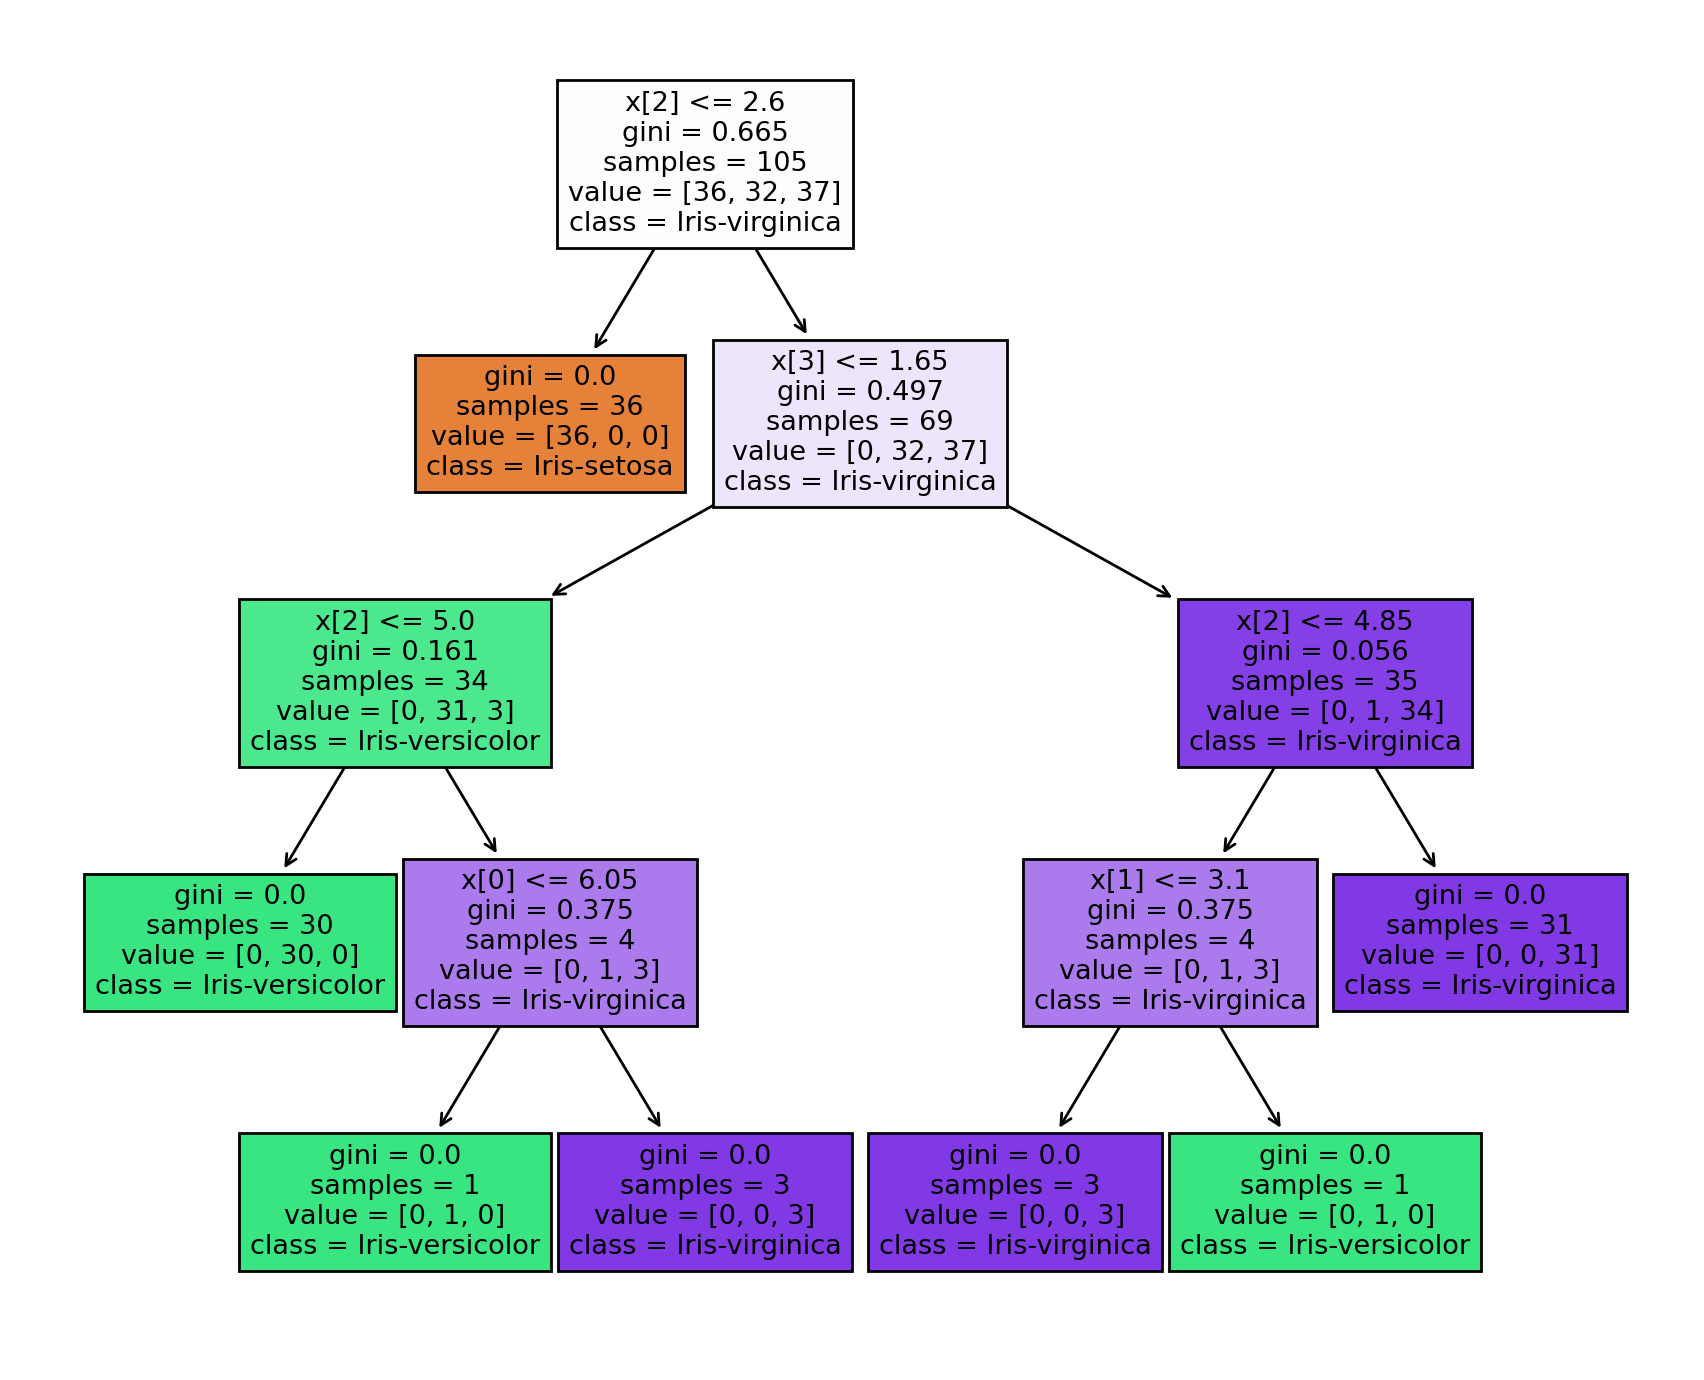 x[2] <= 2.6
gini = 0.665
samples = 105
value = [36, 32, 37]
class = Iris-virginica
gini = 0.0
samples = 36
value = [36, 0, 0]
class = Iris-setosa
x[3] <= 1.65
gini = 0.497
samples = 69
value = [0, 32, 37]
class = Iris-virginica
x[2] <= 5.0
gini = 0.161
samples = 34
value = [0, 31, 3]
class = Iris-versicolor
x[2] <= 4.85
gini = 0.056
samples = 35
value = [0, 1, 34]
class = Iris-virginica
gini = 0.0
samples = 30
value = [0, 30, 0]
class = Iris-versicolor
x[0] <= 6.05
gini = 0.375
samples = 4
value = [0, 1, 3]
class = Iris-virginica
x[1] <= 3.1
gini = 0.375
samples = 4
value = [0, 1, 3]
class = Iris-virginica
gini = 0.0
samples = 31
value = [0, 0, 31]
class = Iris-virginica
gini = 0.0
samples = 1
value = [0, 1, 0]
class = Iris-versicolor
gini = 0.0
samples = 3
value = [0, 0, 3]
class = Iris-virginica
gini = 0.0
samples = 3
value = [0, 0, 3]
class = Iris-virginica
gini = 0.0
samples = 1
value = [0, 1, 0]
class = Iris-versicolor